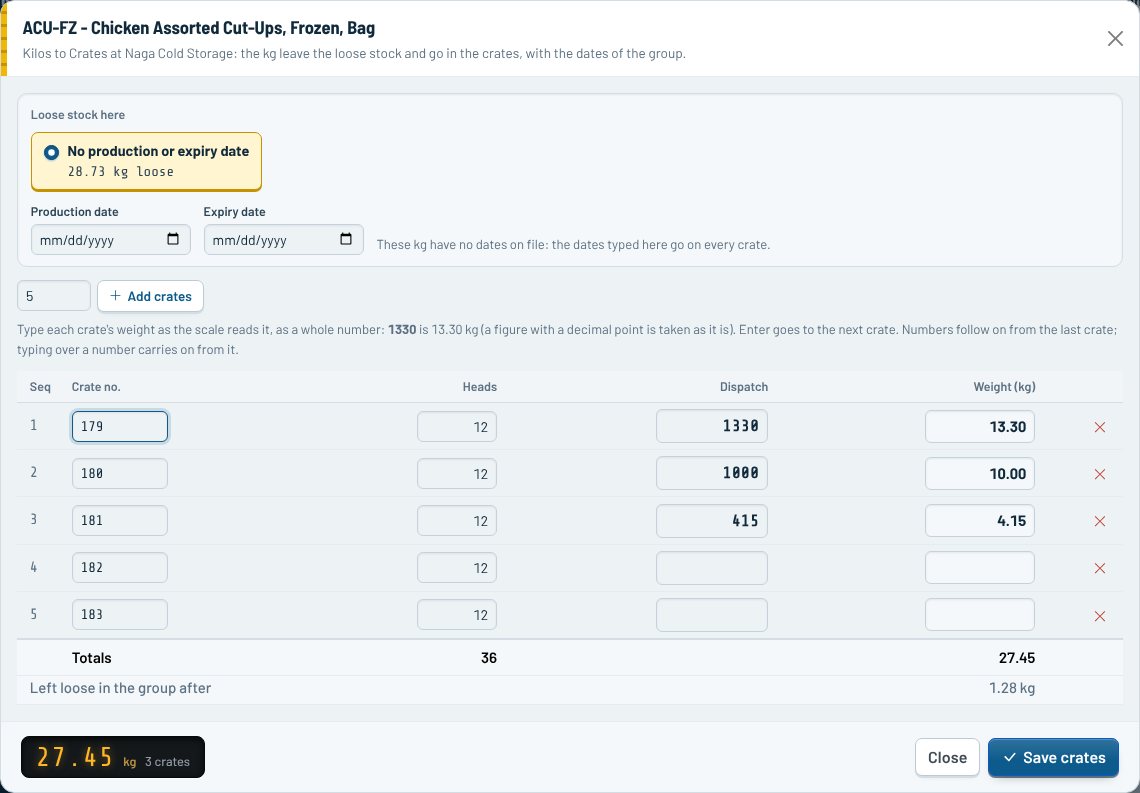 ACU-FZ - Chicken Assorted Cut-Ups, Frozen, Bag
Kilos to Crates at Naga Cold Storage: the kg leave the loose stock and go in the crates, with the dates of the group.
Loose stock here
No production or expiry date
28.73 kg loose
Production date Expiry date
mm/dd/yyyy mm/dd/yyyy These kg have no dates on file: the dates typed here go on every crate.
5 + Add crates
Type each crate's weight as the scale reads it, as a whole number: 1330 is 13.30 kg (a figure with a decimal point is taken as it is). Enter goes to the next crate. Numbers follow on from the last crate;
typing over a number carries on from it.
Seq Crate no. Heads Dispatch Weight (kg)
1 179 12 1330 13.30
2 180 12 1000 10.00
3 181 12 415 4.15
4 182 12
5 183 12
Totals 36 27.45
Left loose in the group after 1.28 kg
27.45 kg 3 crates Close Save crates